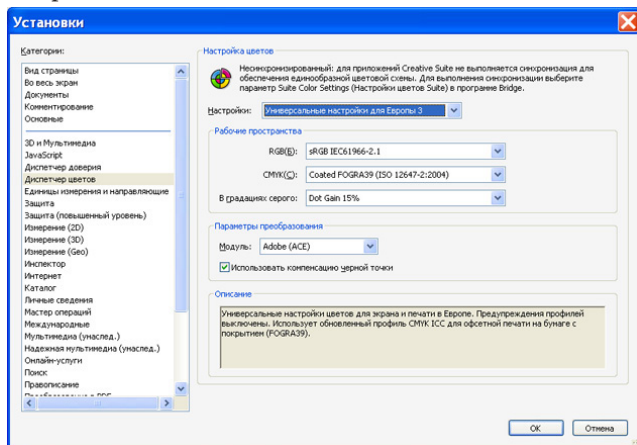 Установки
Категории:
Вид страницы
Во весь экран
Документы
Комментирование
Основные
3D и Мультимедиа
JavaScript
Диспетчер доверия
Диспетчер цветов
Единицы измерения и направляющие
Защита
Защита (повышенный уровень)
Измерение (2D)
Измерение (3D)
Измерение (Geo)
Инспектор
Интернет
Каталог
Личные сведения
Мастер операций
Международные
Мультимедиа (унаслед.)
Надежная мультимедиа (унаслед.)
Онлайн-услуги
Поиск
Правописание
Настройка цветов
Несинхронизированный: для приложений Creative Suite не выполняется синхронизация для
обеспечения единообразной цветовой схемы. Для выполнения синхронизации выберите
параметр Suite Color Settings (Настройки цветов Suite) в программе Bridge.
Настройки: Универсальные настройки для Европы 3
Рабочие пространства
RGB(E): sRGB IEC61966-2.1
CMYK(C): Coated FOGRA39 (ISO 12647-2:2004)
В градациях серого: Dot Gain 15%
Параметры преобразования
Модуль: Adobe (ACE)
Использовать компенсацию черной точки
Описание
Универсальные настройки цветов для экрана и печати в Европе. Предупреждения профилей
выключены. Использует обновленный профиль CMYK ICC для офсетной печати на бумаге с
покрытием (FOGRA39).
OK Отмена